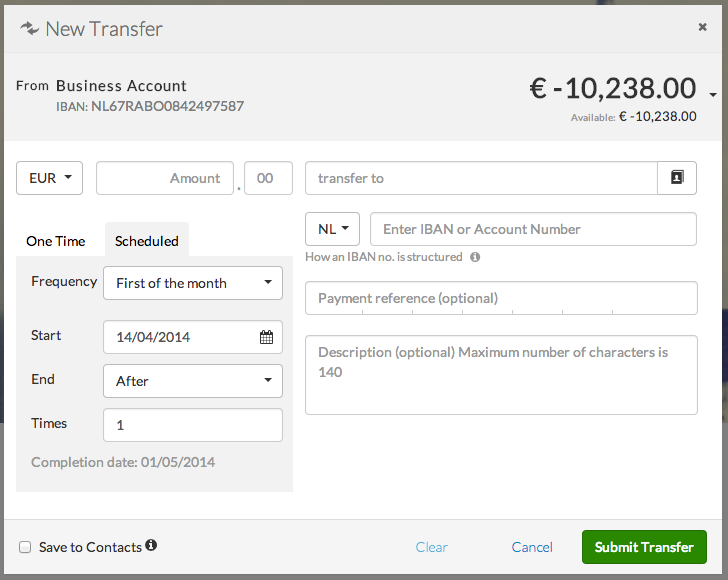 New Transfer
From Business Account
IBAN: NL67RABO0842497587
€ -10,238.00
Available: € -10,238.00
EUR
Amount
.
00
transfer to
One Time
Scheduled
NL
Enter IBAN or Account Number
How an IBAN no. is structured
Frequency
First of the month
Payment reference (optional)
Start
14/04/2014
Description (optional) Maximum number of characters is
140
End
After
Times
1
Completion date: 01/05/2014
Save to Contacts
Clear
Cancel
Submit Transfer